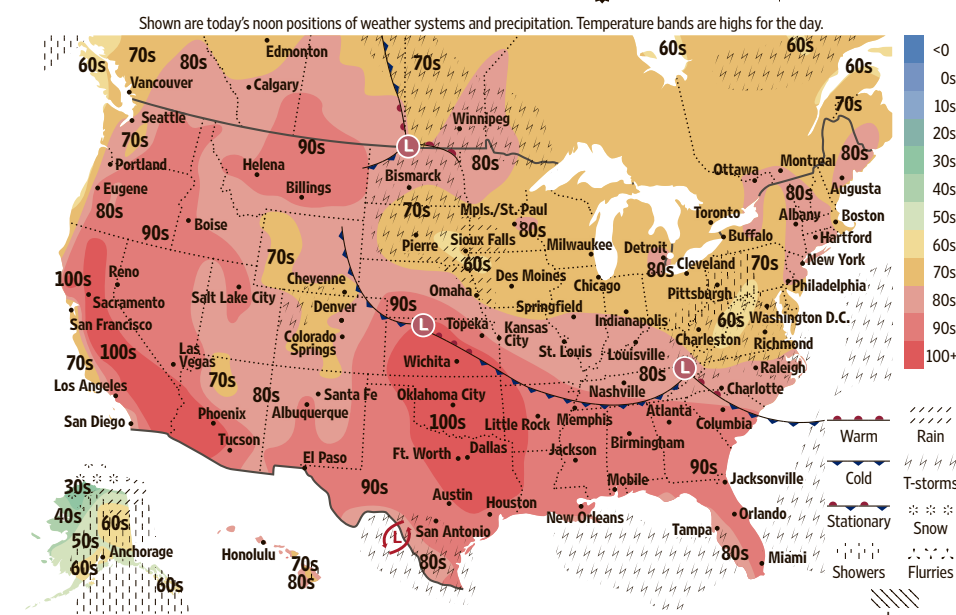 Shown are today's noon positions of weather systems and precipitation. Temperature bands are highs for the day.
60s
70s
80s
Edmonton
70s
60s
60s
60s
Vancouver
Calgary
Seattle
70s
Winnipeg
70s
Portland
Helena
90s
L
80s
Ottawa
Montreal
80s
Eugene
Billings
Bismarck
Augusta
80s
Boise
70s
Mpls./St. Paul
80s
Toronto
80s
Albany
Boston
90s
Pierre
Sioux Falls
60s
Milwaukee
Detroit
Buffalo
Hartford
70s
80s
Cleveland
70s
New York
100s
Reno
Cheyenne
Des Moines
Chicago
Pittsburgh
Philadelphia
Sacramento
Salt Lake City
Denver
90s
Omaha
Springfield
Indianapolis
60s
Washington D.C.
San Francisco
Colorado
Springs
L
Topeka
Kansas
City
Charleston
Richmond
100s
Las
Vegas
St. Louis
Louisville
70s
Wichita
80s
L
Raleigh
Los Angeles
70s
80s
Santa Fe
Oklahoma City
Nashville
Charlotte
San Diego
Phoenix
Albuquerque
100s
Little Rock
Memphis
Atlanta
Columbia
Tucson
Birmingham
El Paso
Ft. Worth
Dallas
Jackson
90s
90s
Austin
Houston
Mobile
Jacksonville
San Antonio
New Orleans
Orlando
L
Tampa
80s
80s
Miami
30s
40s
60s
50s
Anchorage
60s
60s
Honolulu
70s
80s
<0
0s
10s
20s
30s
40s
50s
60s
70s
80s
90s
100+
Warm
Rain
Cold
T-storms
Stationary
Snow
Showers
Flurries